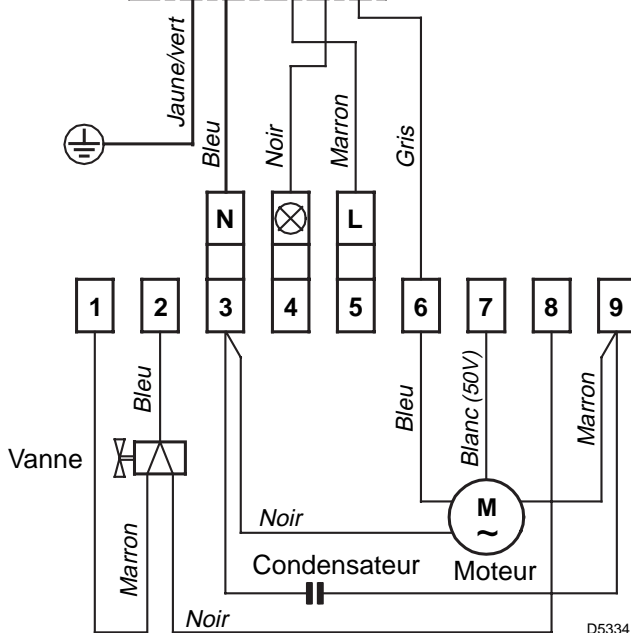 Jaune/vert
Bleu
Noir
Marron
Gris
N
L
1 2 3 4 5 6 7 8 9
Bleu
Bleu
Blanc (50V)
Marron
Vanne
M
~
Noir
Marron
Condensateur
Moteur
Noir
D5334